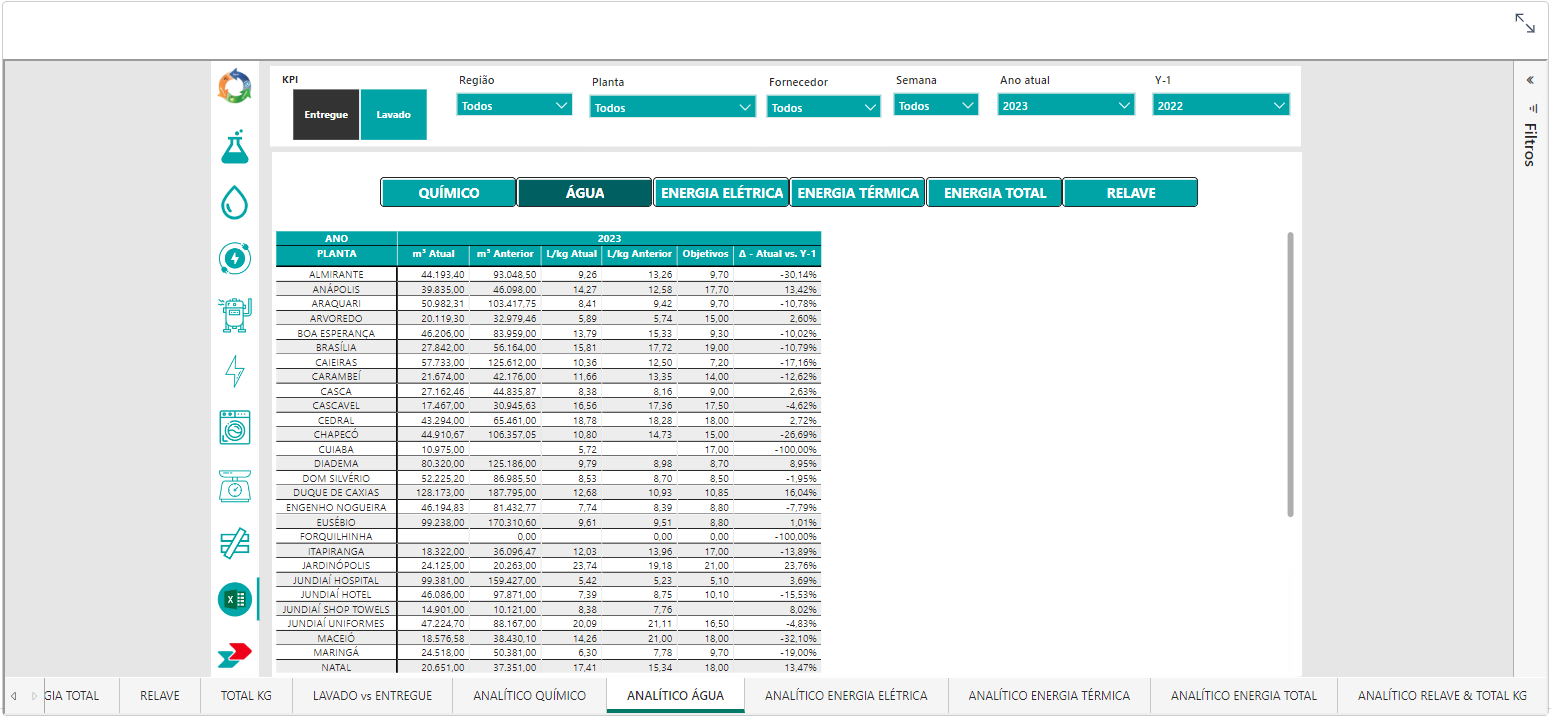 KPI
Entregue Lavado
Região Planta Fornecedor Semana Ano atual Y-1
Todos Todos Todos Todos 2023 2022
Filtros
QUÍMICO ÁGUA ENERGIA ELÉTRICA ENERGIA TÉRMICA ENERGIA TOTAL RELAVE
ANO 2023
PLANTA m³ Atual m³ Anterior L/kg Atual L/kg Anterior Objetivos Δ - Atual vs. Y-1
ALMIRANTE 44.193,40 93.048,50 9,26 13,26 9,70 -30,14%
ANÁPOLIS 39.835,00 46.098,00 14,27 12,58 17,70 13,42%
ARAQUARI 50.982,31 103.417,75 8,41 9,42 9,70 -10,78%
ARVOREDO 20.119,30 32.979,46 5,89 5,74 15,00 2,60%
BOA ESPERANÇA 46.206,00 83.959,00 13,79 15,33 9,30 -10,02%
BRASÍLIA 27.842,00 56.164,00 15,81 17,72 19,00 -10,79%
CAIEIRAS 57.733,00 125.612,00 10,36 12,50 7,20 -17,16%
CARAMBEÍ 21.674,00 42.176,00 11,66 13,35 14,00 -12,62%
CASCA 27.162,46 44.835,87 8,38 8,16 9,00 2,63%
CASCAVEL 17.467,00 30.945,63 16,56 17,36 17,50 -4,62%
CEDRAL 43.294,00 65.461,00 18,78 18,28 18,00 2,72%
CHAPECÓ 44.910,67 106.357,05 10,80 14,73 15,00 -26,69%
CUIABA 10.975,00 5,72 17,00 -100,00%
DIADEMA 80.320,00 125.186,00 9,79 8,98 8,70 8,95%
DOM SILVÉRIO 52.225,20 86.985,50 8,53 8,70 8,50 -1,95%
DUQUE DE CAXIAS 128.173,00 187.795,00 12,68 10,93 10,85 16,04%
ENGENHO NOGUEIRA 46.194,83 81.432,77 7,74 8,39 8,80 -7,79%
EUSÉBIO 99.238,00 170.310,60 9,61 9,51 8,80 1,01%
FORQUILHINHA 0,00 0,00 0,00 -100,00%
ITAPIRANGA 18.322,00 36.096,47 12,03 13,96 17,00 -13,89%
JARDINÓPOLIS 24.125,00 20.263,00 23,74 19,18 21,00 23,76%
JUNDIAÍ HOSPITAL 99.381,00 159.427,00 5,42 5,23 5,10 3,69%
JUNDIAÍ HOTEL 46.086,00 97.871,00 7,39 8,75 10,10 -15,53%
JUNDIAÍ SHOP TOWELS 14.901,00 10.121,00 8,38 7,76 8,02%
JUNDIAÍ UNIFORMES 47.224,70 88.167,00 20,09 21,11 16,50 -4,83%
MACEIÓ 18.576,58 38.430,10 14,26 21,00 18,00 -32,10%
MARINGÁ 24.518,00 50.381,00 6,30 7,78 9,70 -19,00%
NATAL 20.651,00 37.351,00 17,41 15,34 18,00 13,47%
GIA TOTAL RELAVE TOTAL KG LAVADO vs ENTREGUE ANALÍTICO QUÍMICO ANALÍTICO ÁGUA ANALÍTICO ENERGIA ELÉTRICA ANALÍTICO ENERGIA TÉRMICA ANALÍTICO ENERGIA TOTAL ANALÍTICO RELAVE & TOTAL KG